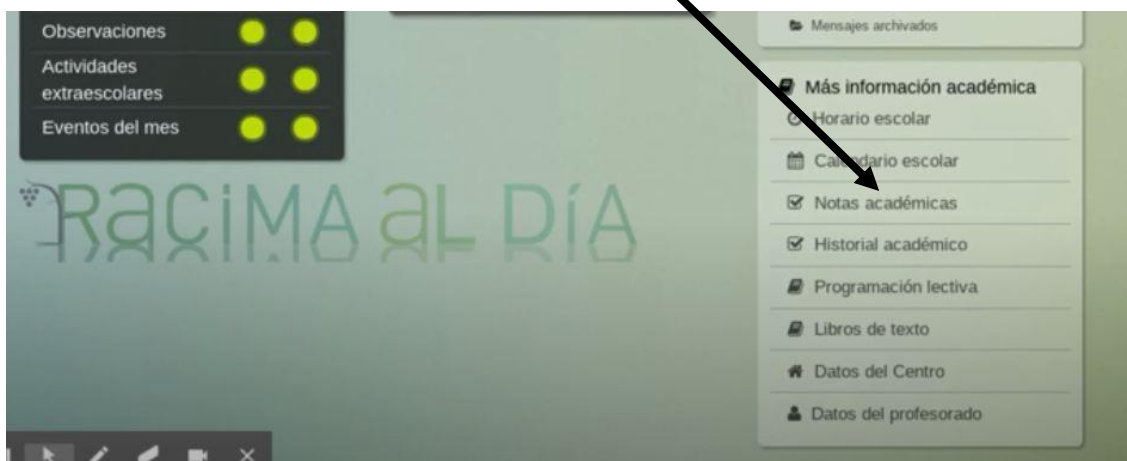 Observaciones
Actividades
extraescolares
Eventos del mes
RACIMA AL DÍA
Mensajes archivados
Más información académica
Horario escolar
Calendario escolar
Notas académicas
Historial académico
Programación lectiva
Libros de texto
Datos del Centro
Datos del profesorado